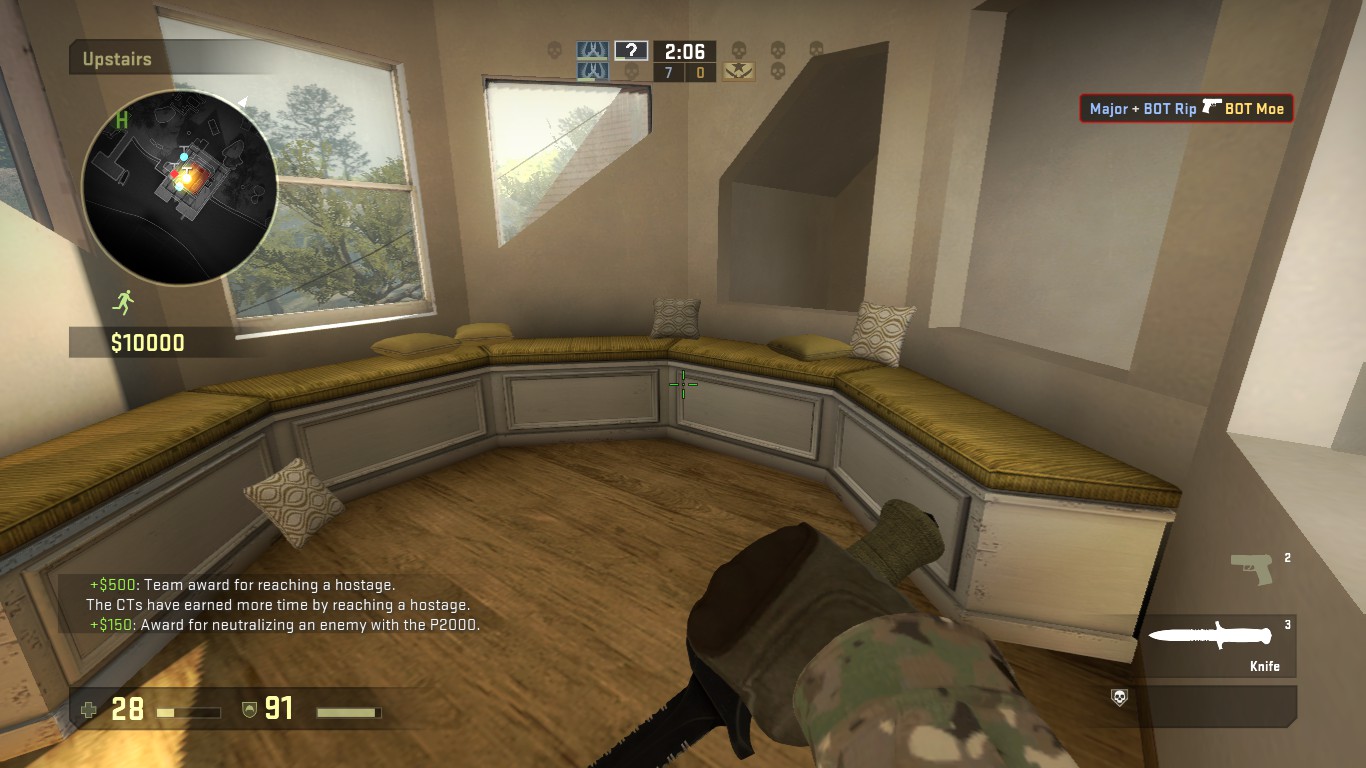 Upstairs
? 2:06
7 0
Major + BOT Rip BOT Moe
H
$10000
+$500: Team award for reaching a hostage.
The CTs have earned more time by reaching a hostage.
+$150: Award for neutralizing an enemy with the P2000.
2
3
Knife
28 91